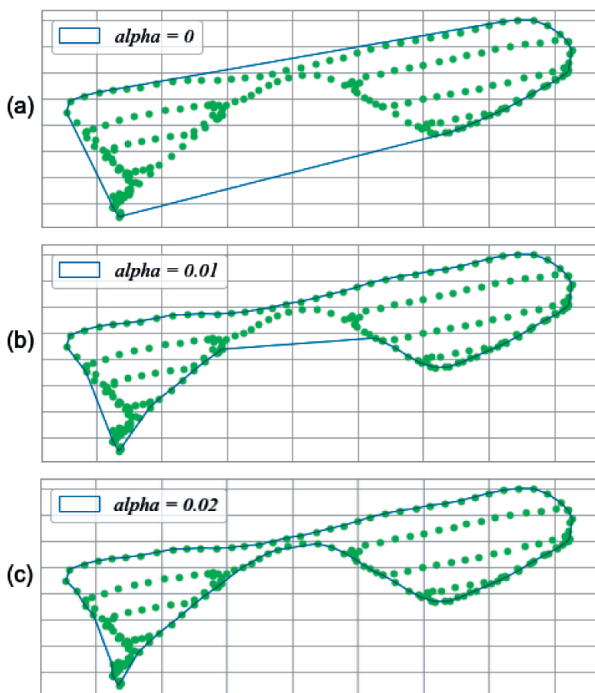 alpha = 0
(a)
alpha = 0.01
(b)
alpha = 0.02
(c)